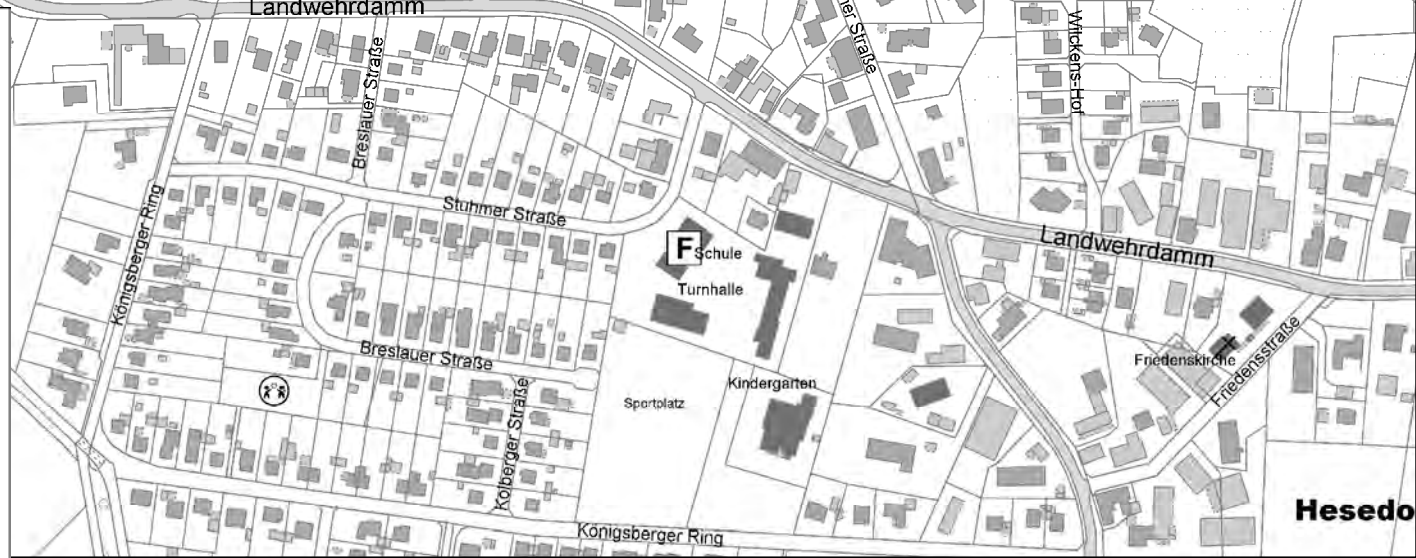 Landwehrdamm
Breslauer Straße
Wilckens-Hof
Königsberger Ring
Stuhmer Straße
F
Schule
Turnhalle
Landwehrdamm
Breslauer Straße
Kindergarten
Sportplatz
Friedenskirche
Friedensstraße
Kolberger Straße
Königsberger Ring
Hesedo